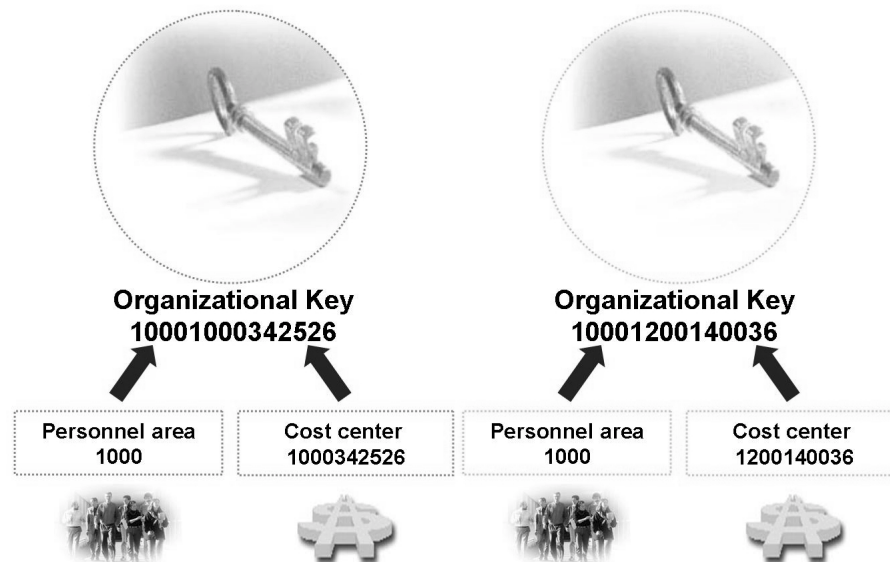 Organizational Key
10001000342526
Personnel area
1000
Cost center
1000342526
Organizational Key
10001200140036
Personnel area
1000
Cost center
1200140036